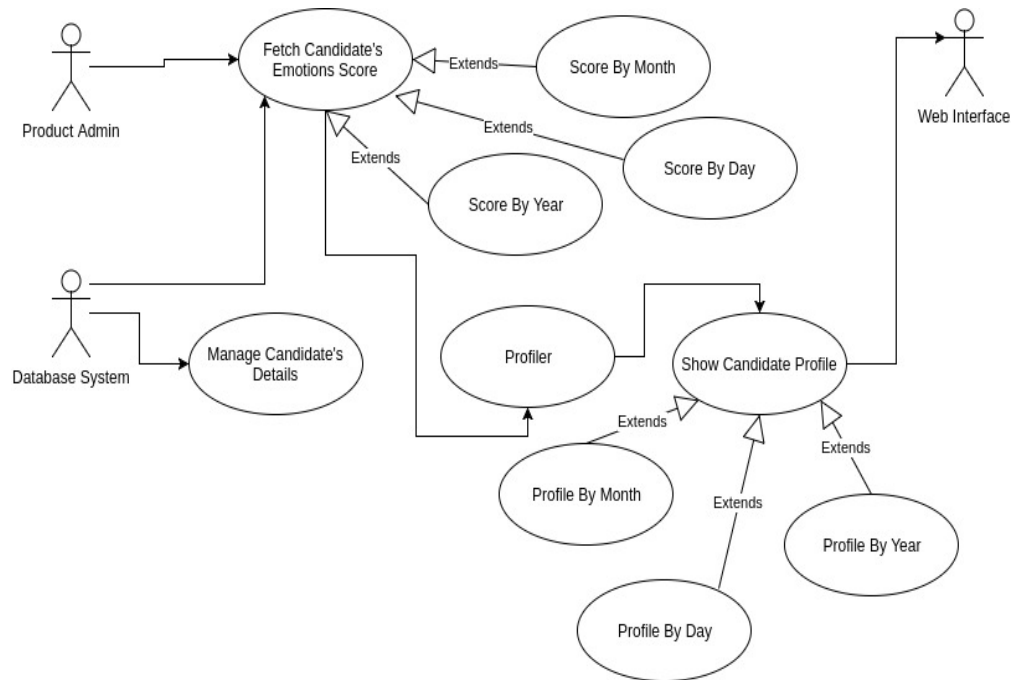 Fetch Candidate's
Emotions Score
Extends
Score By Month
Product Admin
Web Interface
Extends
Score By Day
Extends
Score By Year
Database System
Manage Candidate's
Details
Profiler
Show Candidate Profile
Extends
Extends
Extends
Profile By Month
Profile By Year
Profile By Day